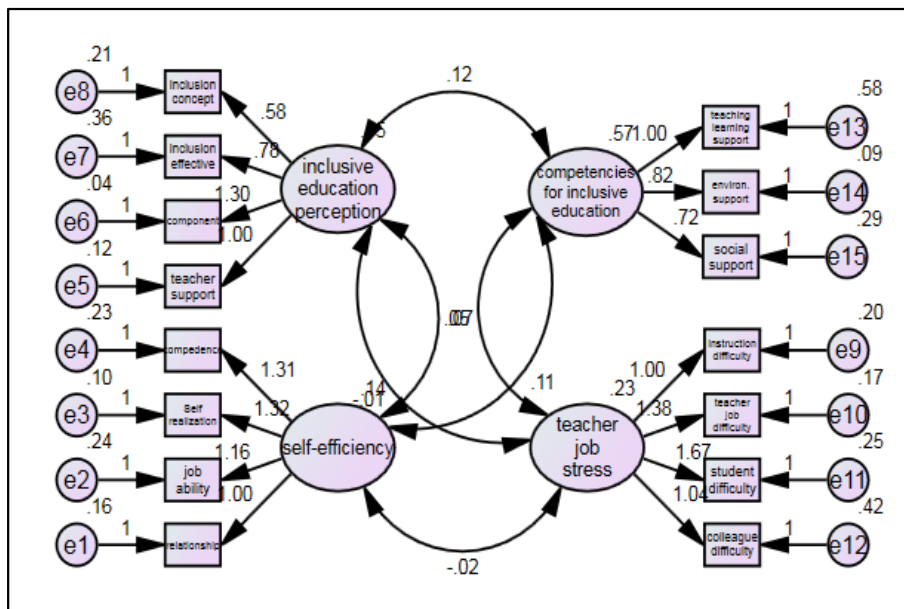 .21
e8
1
Inclusion
concept
.58
.36
e7
1
Inclusion
effective
.78
.04
e6
1
component
1.30
.12
e5
1
teacher
support
1.00
inclusive
education
perception
.12
.57
competencies
for inclusive
education
1.00
teaching
learning
support
1
.58
e13
.82
environ.
support
1
.09
e14
.72
social
support
1
.29
e15
.23
e4
1
1.31
.10
e3
1
Self
realization
1.32
.24
e2
1
job
ability
1.16
.16
e1
1
relationship
1.00
.14
self-efficiency
-.01
.07
.11
.23
teacher
job
stress
-.02
1.00
Instruction
difficulty
1
.20
e9
1.38
teacher
job
difficulty
1
.17
e10
1.67
student
difficulty
1
.25
e11
1.04
colleague
difficulty
1
.42
e12